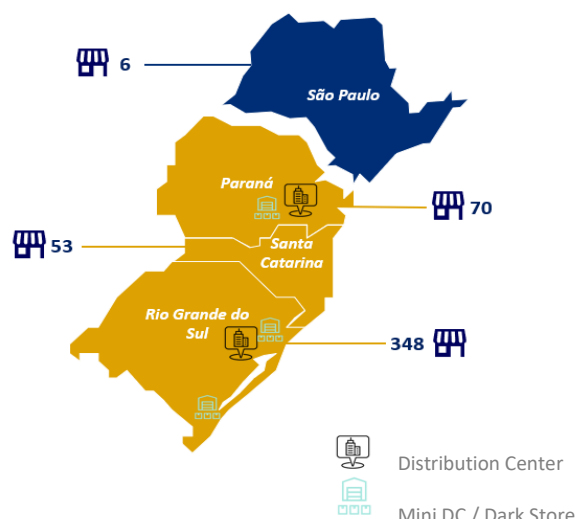 6
São Paulo
Paraná
70
53
Santa
Catarina
Rio Grande do
Sul
348
Distribution Center
Mini DC / Dark Store